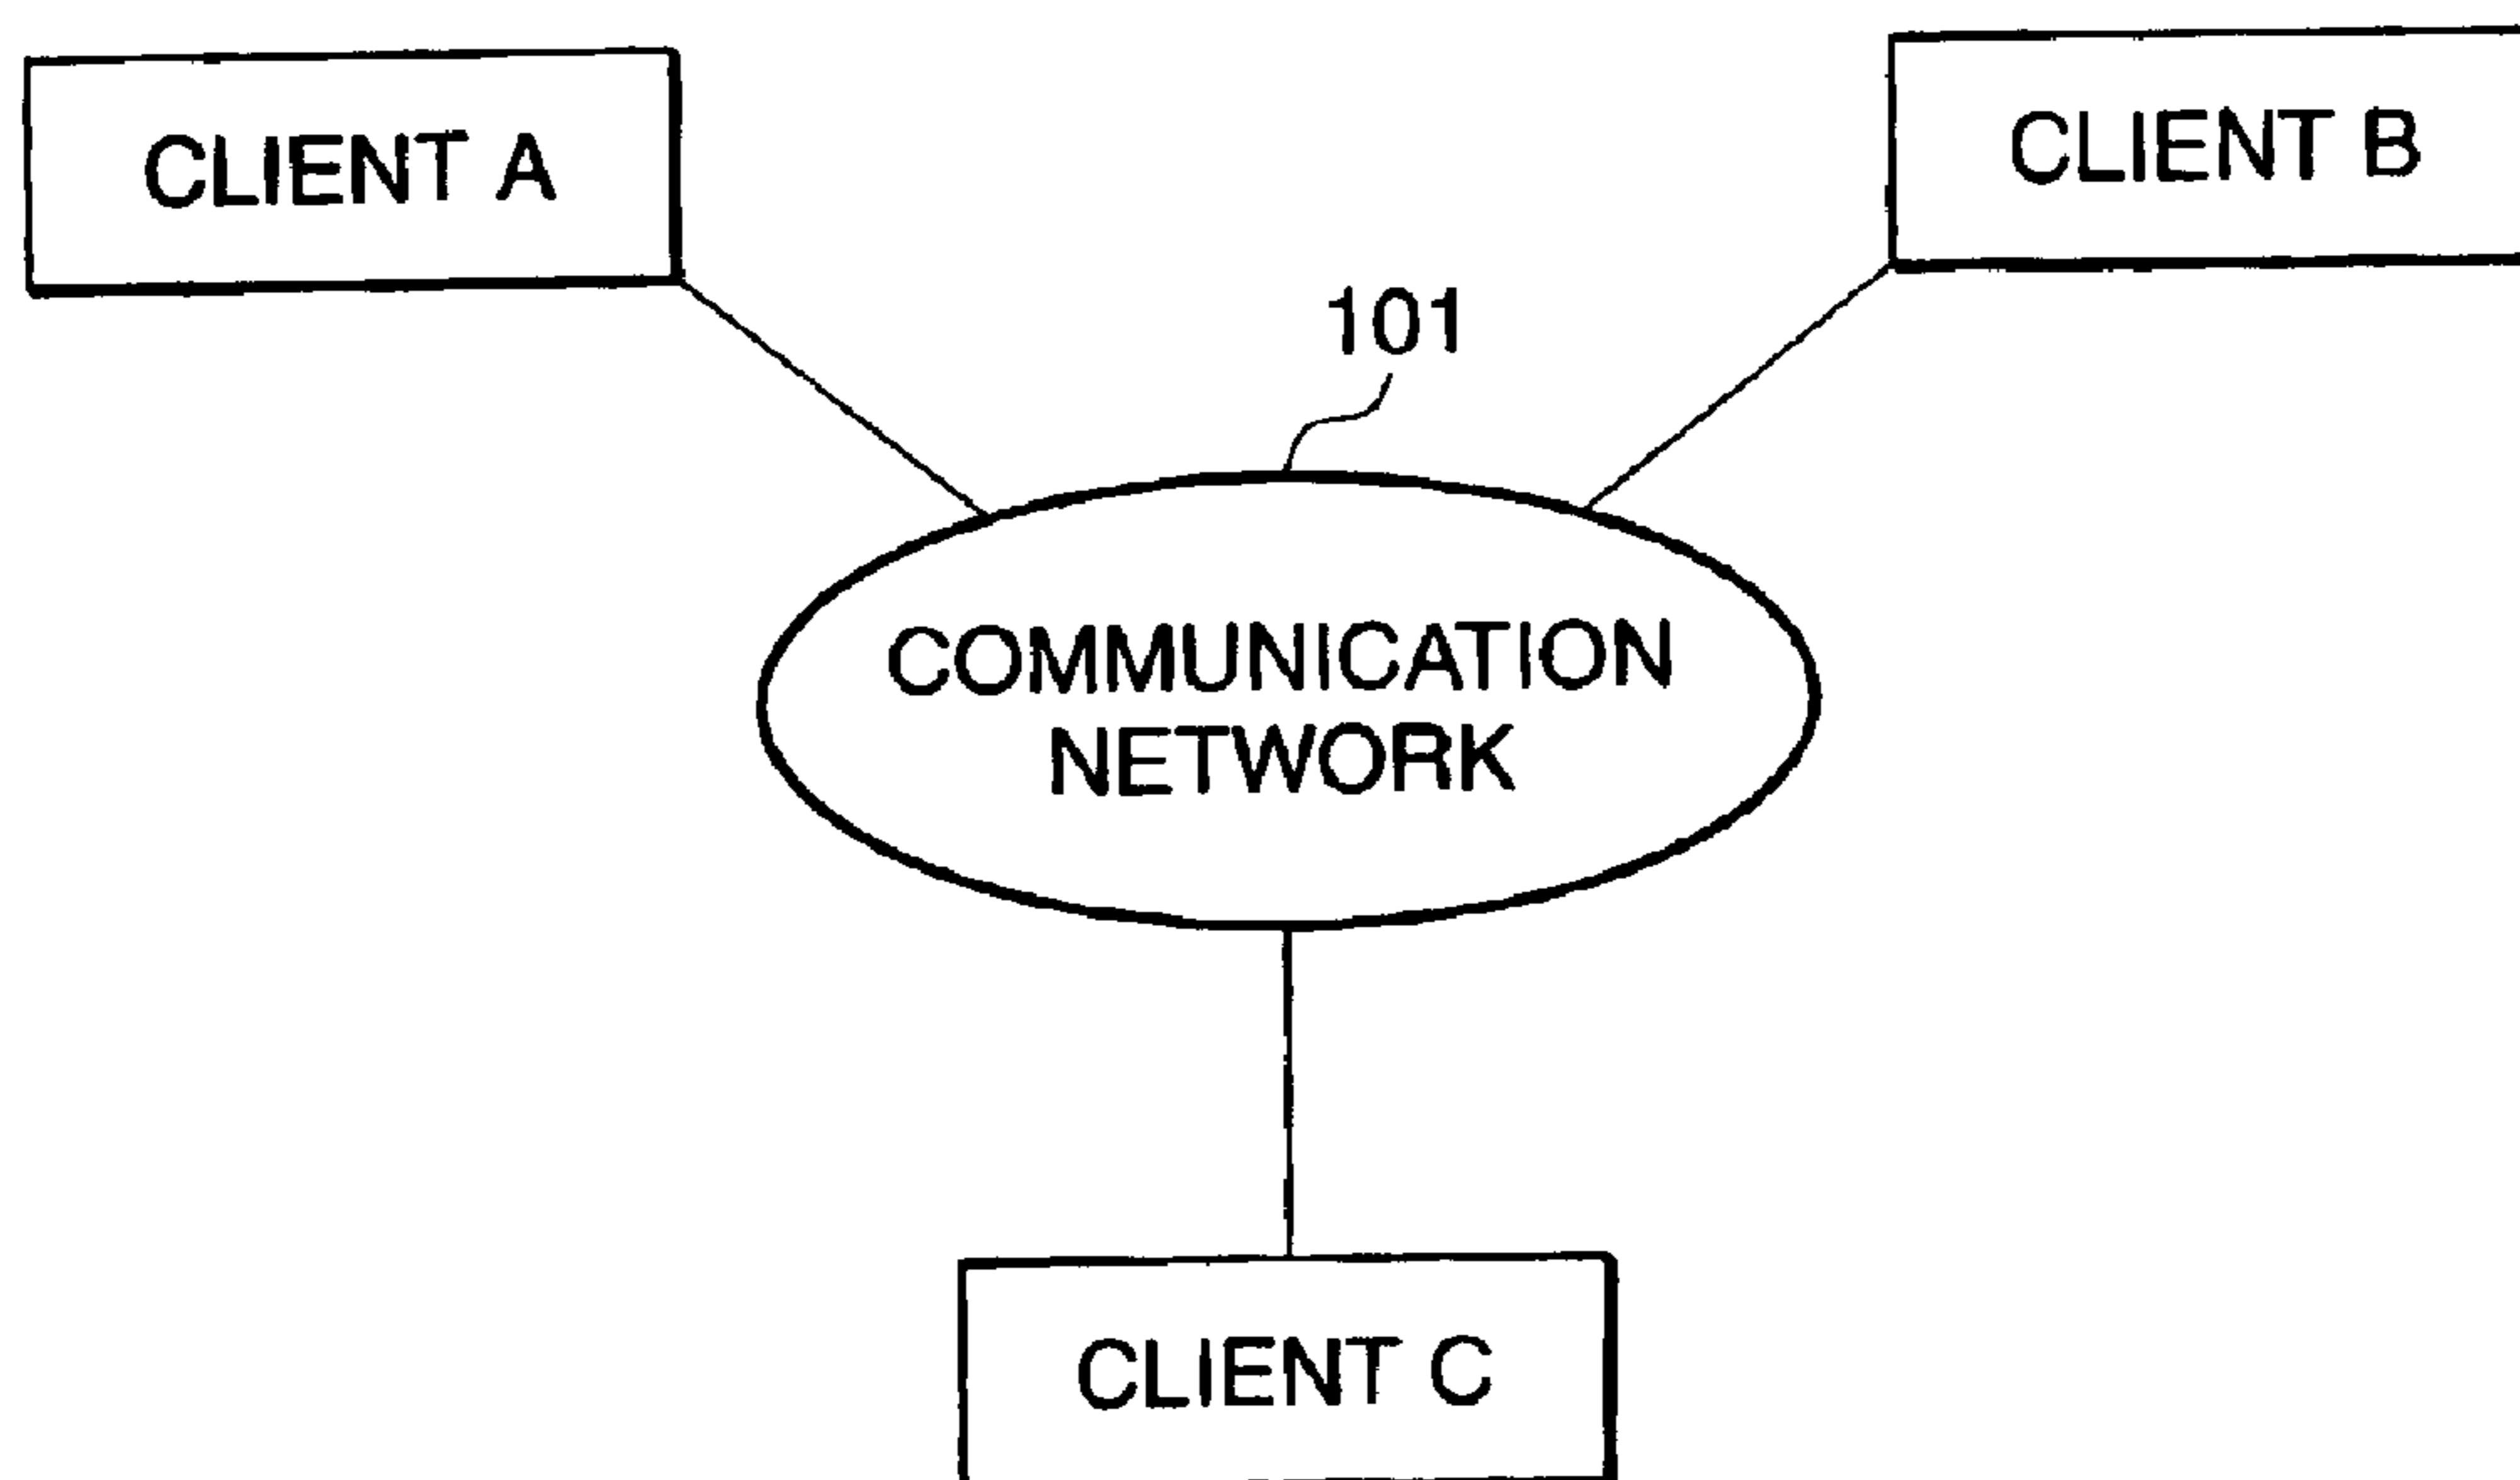 CLIENT A
CLIENT B
101
COMMUNICATION
NETWORK
CLIENT C